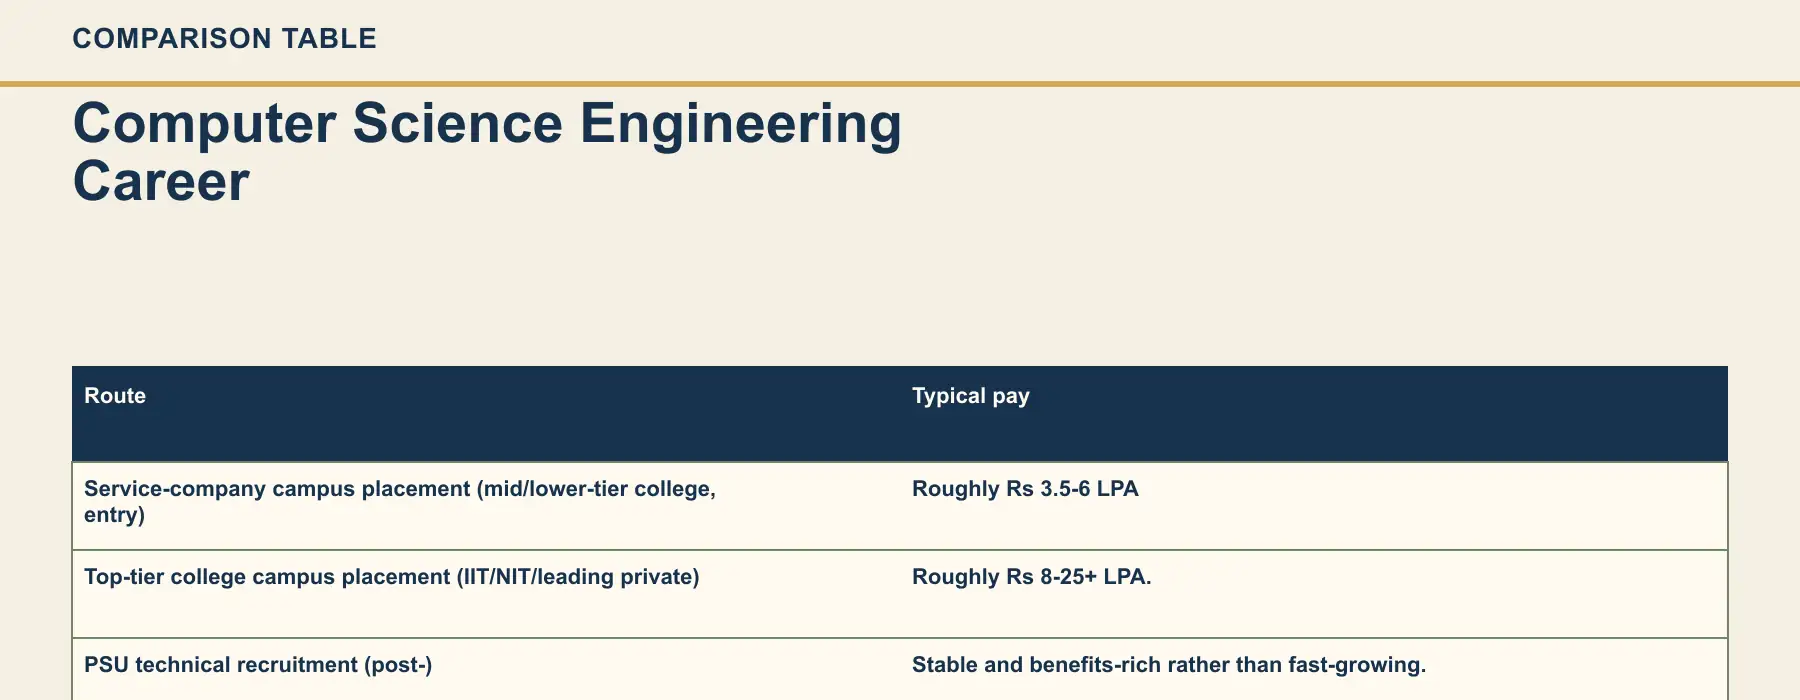 COMPARISON TABLE
Computer Science Engineering
Career
Route
Typical pay
Service-company campus placement (mid/lower-tier college,
entry)
Roughly Rs 3.5-6 LPA
Top-tier college campus placement (IIT/NIT/leading private)
Roughly Rs 8-25+ LPA.
PSU technical recruitment (post-)
Stable and benefits-rich rather than fast-growing.